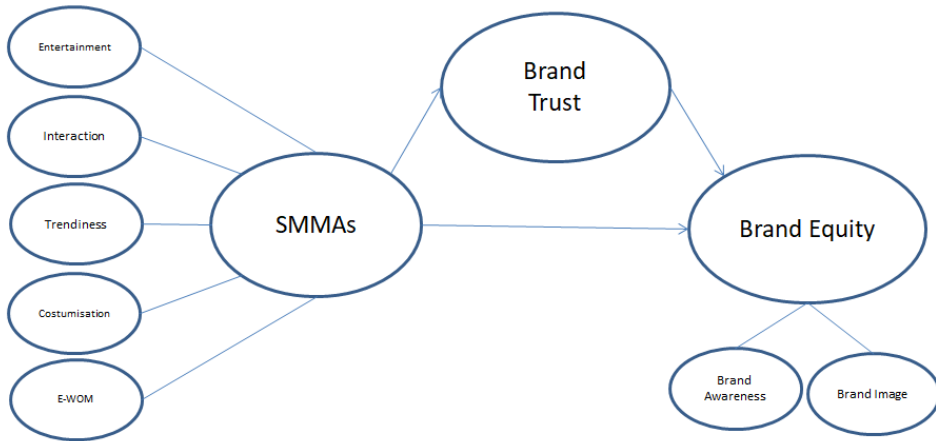 Entertainment
Interaction
Trendiness
Costumisation
E-WOM
SMMAs
Brand
Trust
Brand Equity
Brand
Awareness
Brand Image